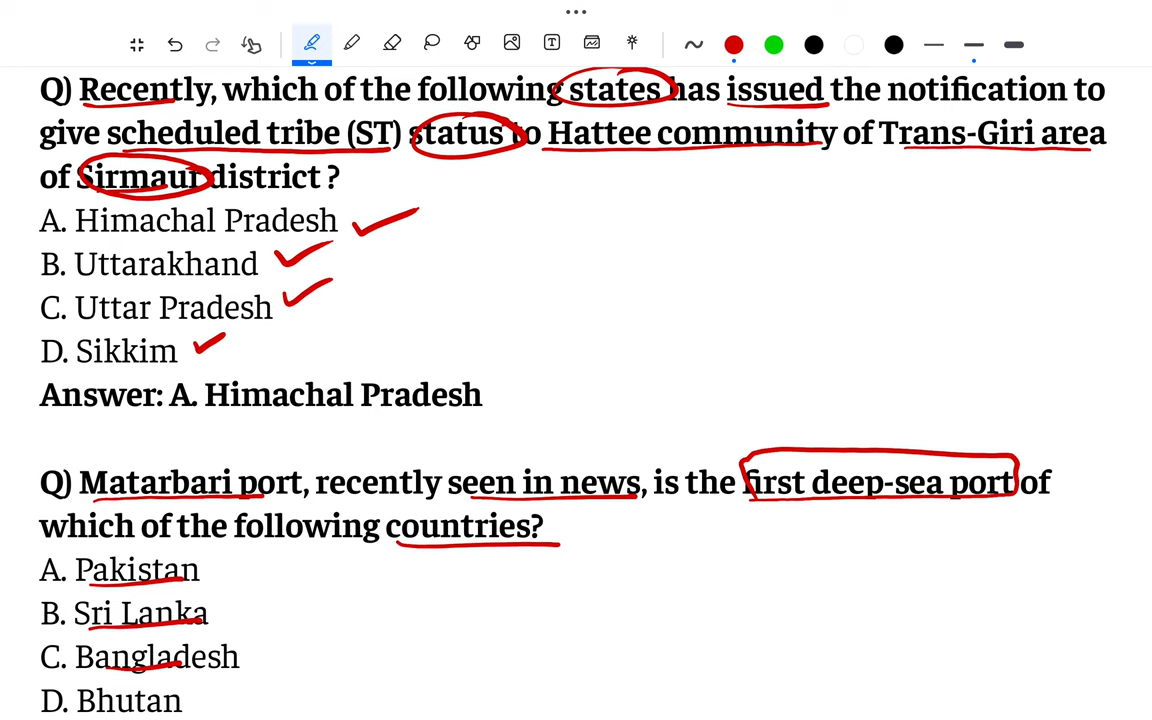 Q) Recently, which of the following states has issued the notification to
give scheduled tribe (ST) status to Hattee community of Trans-Giri area
of Sirmaur district ?
A. Himachal Pradesh
B. Uttarakhand
C. Uttar Pradesh
D. Sikkim
Answer: A. Himachal Pradesh
Q) Matarbari port, recently seen in news, is the first deep-sea port of
which of the following countries?
A. Pakistan
B. Sri Lanka
C. Bangladesh
D. Bhutan